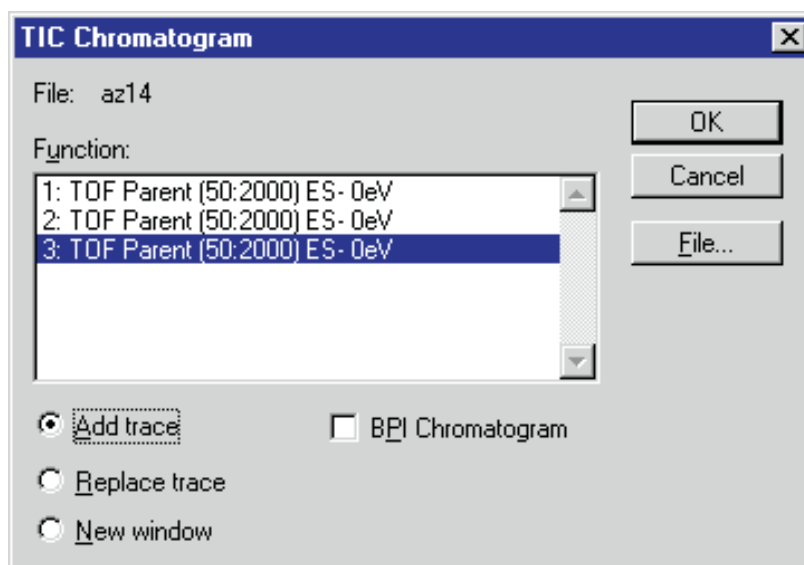 TIC Chromatogram
File: az14
OK
Function:
Cancel
1: TOF Parent (50:2000) ES- 0eV
2: TOF Parent (50:2000) ES- 0eV
3: TOF Parent (50:2000) ES- 0eV
File...
Add trace
BPI Chromatogram
Replace trace
New window